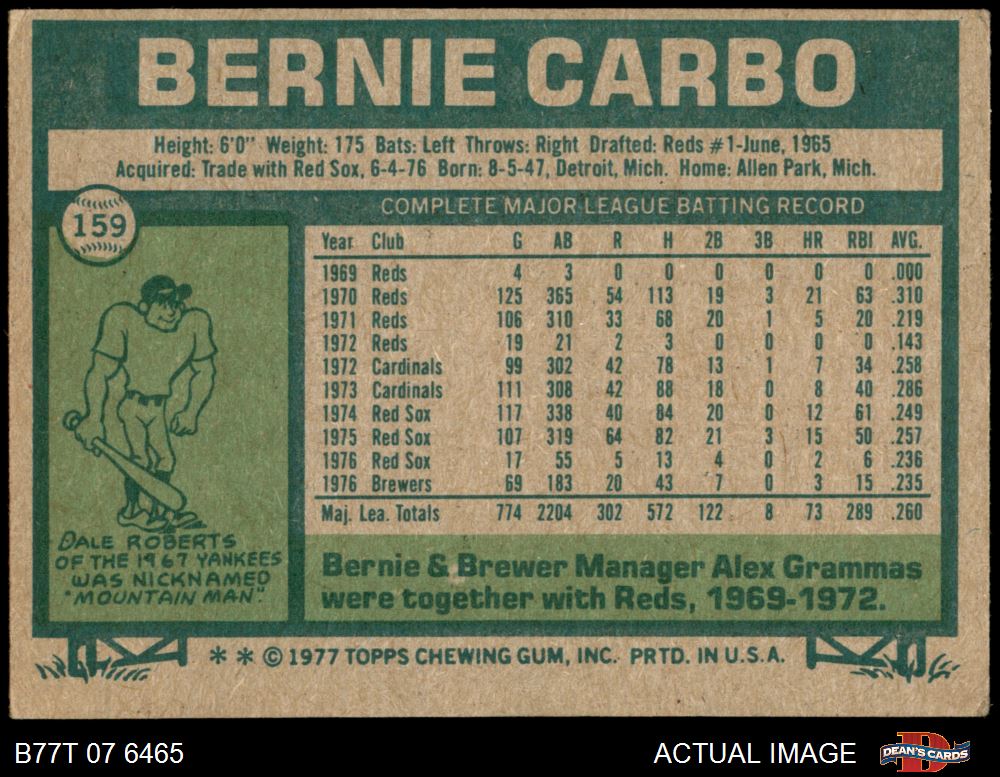 BERNIE CARBO
Height: 6'0" Weight: 175 Bats: Left Throws: Right Drafted: Reds #1-June, 1965
Acquired: Trade with Red Sox, 6-4-76 Born: 8-5-47, Detroit, Mich. Home: Allen Park, Mich.
159
COMPLETE MAJOR LEAGUE BATTING RECORD
Year Club G AB R H 2B 3B HR RBI AVG.
1969 Reds 4 3 0 0 0 0 0 0 .000
1970 Reds 125 365 54 113 19 3 21 63 .310
1971 Reds 106 310 33 68 20 1 5 20 .219
1972 Reds 19 21 2 3 0 0 0 0 .143
1972 Cardinals 99 302 42 78 13 1 7 34 .258
1973 Cardinals 111 308 42 88 18 0 8 40 .286
1974 Red Sox 117 338 40 84 20 0 12 61 .249
1975 Red Sox 107 319 64 82 21 3 15 50 .257
1976 Red Sox 17 55 5 13 4 0 2 6 .236
1976 Brewers 69 183 20 43 7 0 3 15 .235
Maj. Lea. Totals 774 2204 302 572 122 8 73 289 .260
DALE ROBERTS
OF THE 1967 YANKEES
WAS NICKNAMED
"MOUNTAIN MAN".
Bernie & Brewer Manager Alex Grammas
were together with Reds, 1969-1972.
* * © 1977 TOPPS CHEWING GUM, INC. PRTD. IN U.S.A.
B77T 07 6465
ACTUAL IMAGE
DEAN'S CARDS